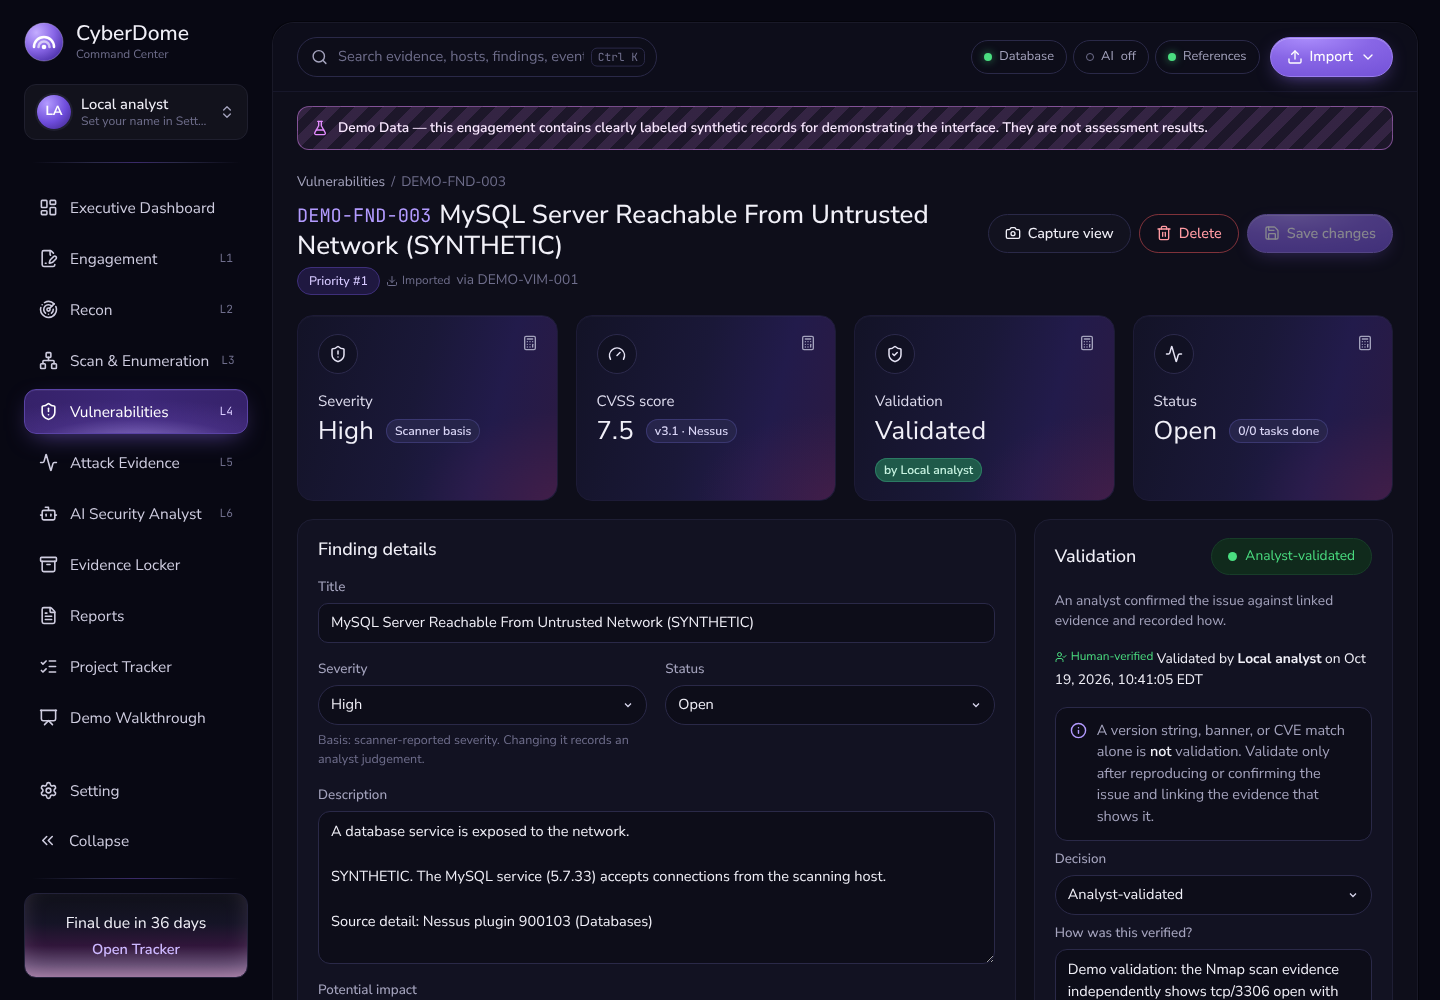 CyberDome
Command Center
LA
Local analyst
Set your name in Sett...
Executive Dashboard
Engagement L1
Recon L2
Scan & Enumeration L3
Vulnerabilities L4
Attack Evidence L5
AI Security Analyst L6
Evidence Locker
Reports
Project Tracker
Demo Walkthrough
Setting
Collapse
Final due in 36 days
Open Tracker
Search evidence, hosts, findings, event Ctrl K
Database
AI off
References
Import
Demo Data — this engagement contains clearly labeled synthetic records for demonstrating the interface. They are not assessment results.
Vulnerabilities / DEMO-FND-003
DEMO-FND-003 MySQL Server Reachable From Untrusted
Network (SYNTHETIC)
Priority #1 Imported via DEMO-VIM-001
Capture view
Delete
Save changes
Severity
High Scanner basis
CVSS score
7.5 v3.1 · Nessus
Validation
Validated
by Local analyst
Status
Open 0/0 tasks done
Finding details
Title
MySQL Server Reachable From Untrusted Network (SYNTHETIC)
Severity
High
Basis: scanner-reported severity. Changing it records an
analyst judgement.
Status
Open
Description
A database service is exposed to the network.
SYNTHETIC. The MySQL service (5.7.33) accepts connections from the scanning host.
Source detail: Nessus plugin 900103 (Databases)
Potential impact
Validation
Analyst-validated
An analyst confirmed the issue against linked
evidence and recorded how.
Human-verified Validated by Local analyst on Oct
19, 2026, 10:41:05 EDT
A version string, banner, or CVE match
alone is not validation. Validate only
after reproducing or confirming the
issue and linking the evidence that
shows it.
Decision
Analyst-validated
How was this verified?
Demo validation: the Nmap scan evidence
independently shows tcp/3306 open with